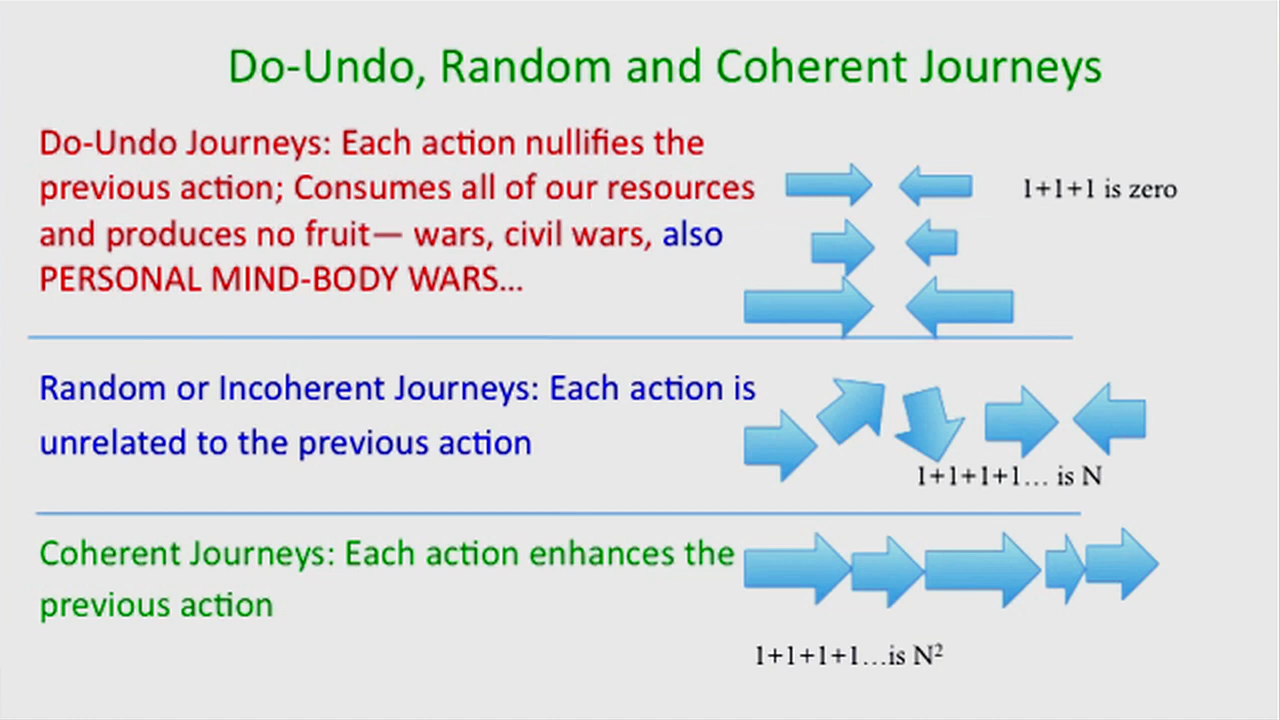 Do-Undo, Random and Coherent Journeys
Do-Undo Journeys: Each action nullifies the
previous action; Consumes all of our resources
and produces no fruit— wars, civil wars, also
PERSONAL MIND-BODY WARS...
1+1+1 is zero
Random or Incoherent Journeys: Each action is
unrelated to the previous action
1+1+1+1... is N
Coherent Journeys: Each action enhances the
previous action
1+1+1+1...is N²